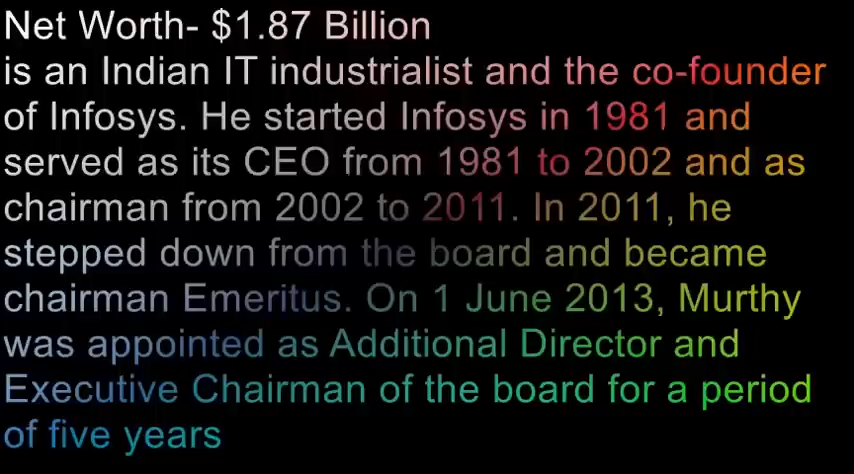 Net Worth- $1.87 Billion
is an Indian IT industrialist and the co-founder
of Infosys. He started Infosys in 1981 and
served as its CEO from 1981 to 2002 and as
chairman from 2002 to 2011. In 2011, he
stepped down from the board and became
chairman Emeritus. On 1 June 2013, Murthy
was appointed as Additional Director and
Executive Chairman of the board for a period
of five years